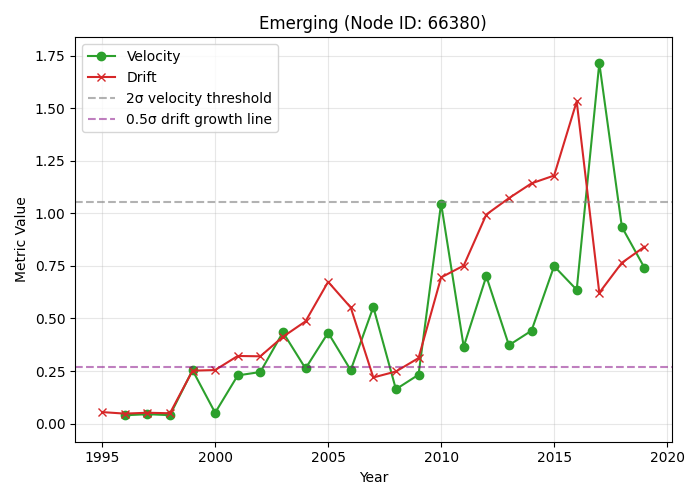 Emerging (Node ID: 66380)
Velocity
Drift
2σ velocity threshold
0.5σ drift growth line
Metric Value
1.75
1.50
1.25
1.00
0.75
0.50
0.25
0.00
1995
2000
2005
2010
2015
2020
Year